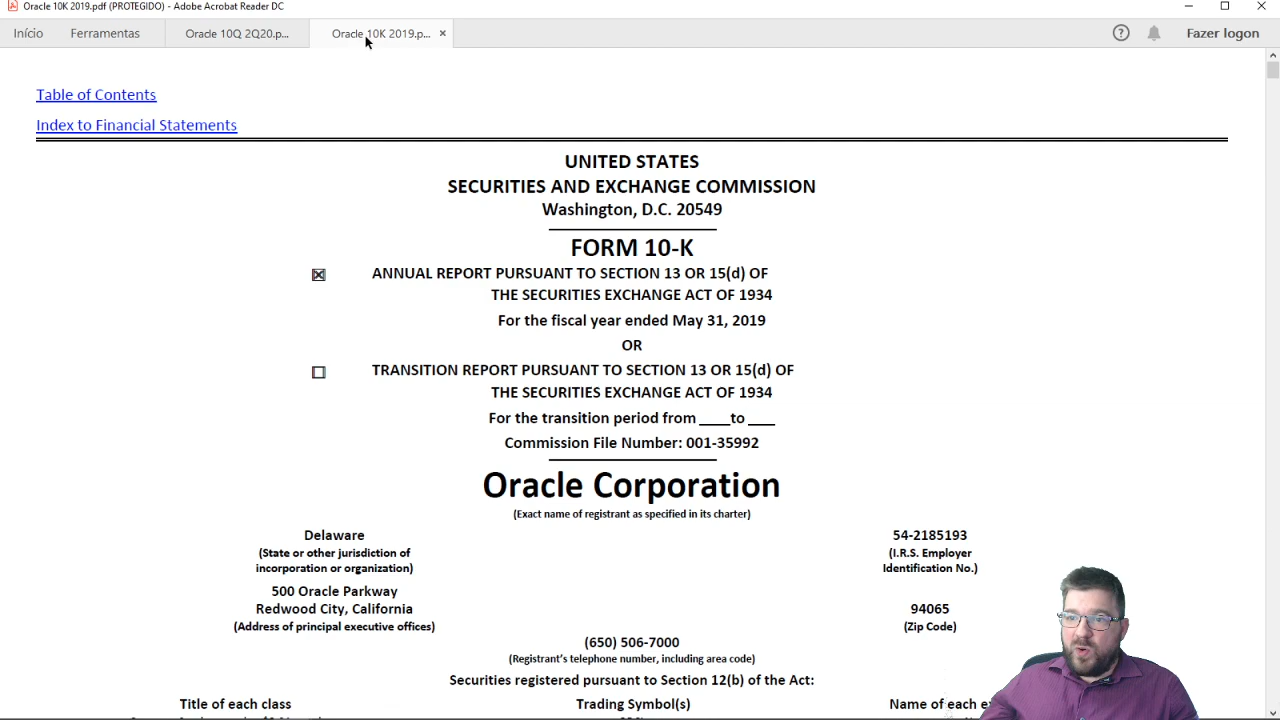 Oracle 10K 2019.pdf (PROTEGIDO) - Adobe Acrobat Reader DC
Início Ferramentas Oracle 10Q 2Q20.p... Oracle 10K 2019.p... × Fazer logon
Table of Contents
Index to Financial Statements
UNITED STATES
SECURITIES AND EXCHANGE COMMISSION
Washington, D.C. 20549
FORM 10-K
ANNUAL REPORT PURSUANT TO SECTION 13 OR 15(d) OF
THE SECURITIES EXCHANGE ACT OF 1934
For the fiscal year ended May 31, 2019
OR
TRANSITION REPORT PURSUANT TO SECTION 13 OR 15(d) OF
THE SECURITIES EXCHANGE ACT OF 1934
For the transition period from ____to ___
Commission File Number: 001-35992
Oracle Corporation
(Exact name of registrant as specified in its charter)
Delaware 54-2185193
(State or other jurisdiction of (I.R.S. Employer
incorporation or organization) Identification No.)
500 Oracle Parkway
Redwood City, California 94065
(Address of principal executive offices) (Zip Code)
(650) 506-7000
(Registrant's telephone number, including area code)
Securities registered pursuant to Section 12(b) of the Act:
Title of each class Trading Symbol(s) Name of each